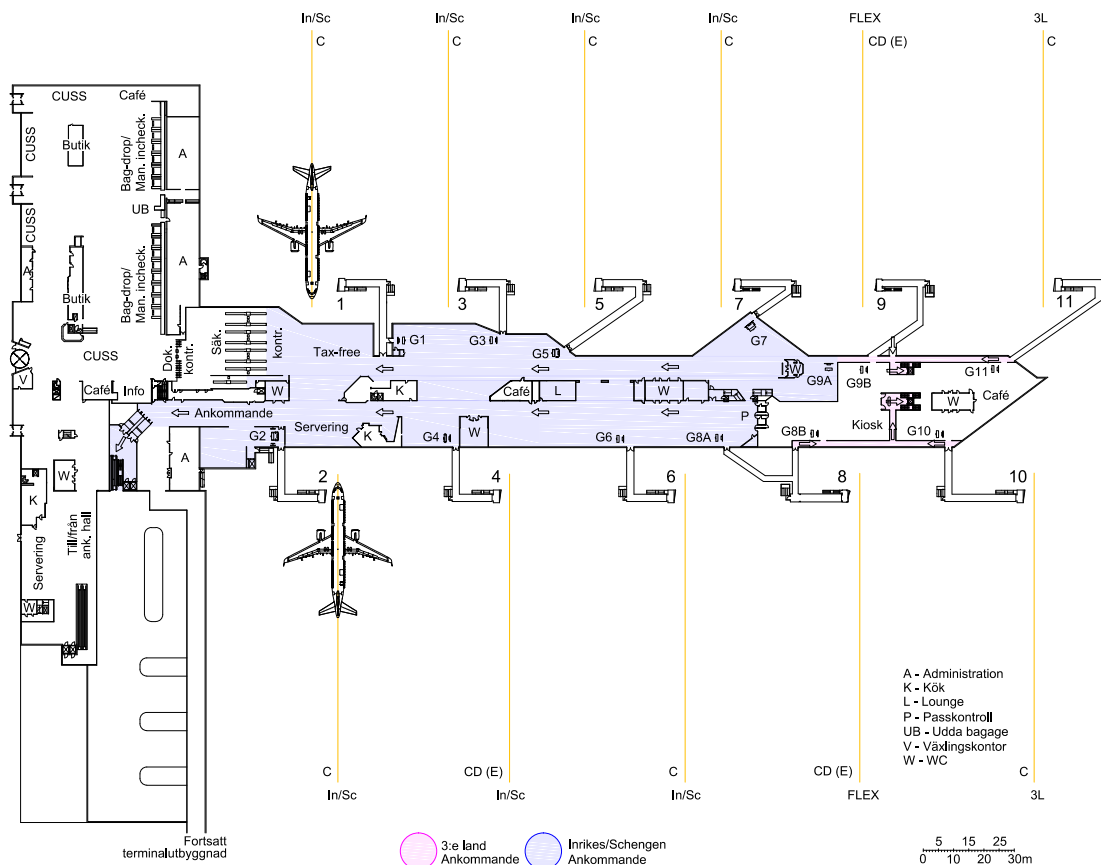 In/Sc
In/Sc
In/Sc
In/Sc
FLEX
3L
C
C
C
C
CD (E)
C
CUSS
Café
CUSS
Butik
Bag-drop/
Man. incheck.
A
UB
CUSS
A
Butik
Bag-drop/
Man. incheck.
A
CUSS
V
Café
Info
Dok.
kontr.
Säk.
kontr.
1
3
5
7
9
11
Tax-free
G1
G3
G5
G7
G9A
G9B
G11
W
K
Café
L
W
W
W
Café
Ankommande
Servering
K
G2
G4
W
G6
G8A
P
G8B
Kiosk
G10
A
W
K
Servering
Till/från
ank. hall
W
2
4
6
8
10
A - Administration
K - Kök
L - Lounge
P - Passkontroll
UB - Udda bagage
V - Växlingskontor
W - WC
C
CD (E)
C
CD (E)
C
In/Sc
In/Sc
In/Sc
FLEX
3L
Fortsatt
terminalutbyggnad
3:e land
Ankommande
Inrikes/Schengen
Ankommande
5 15 25
0 10 20 30m